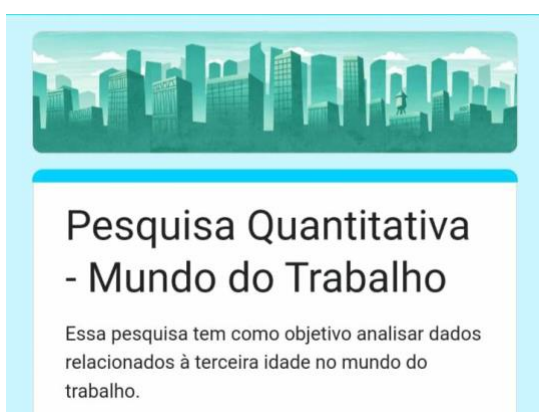 Pesquisa Quantitativa
- Mundo do Trabalho
Essa pesquisa tem como objetivo analisar dados
relacionados à terceira idade no mundo do
trabalho.